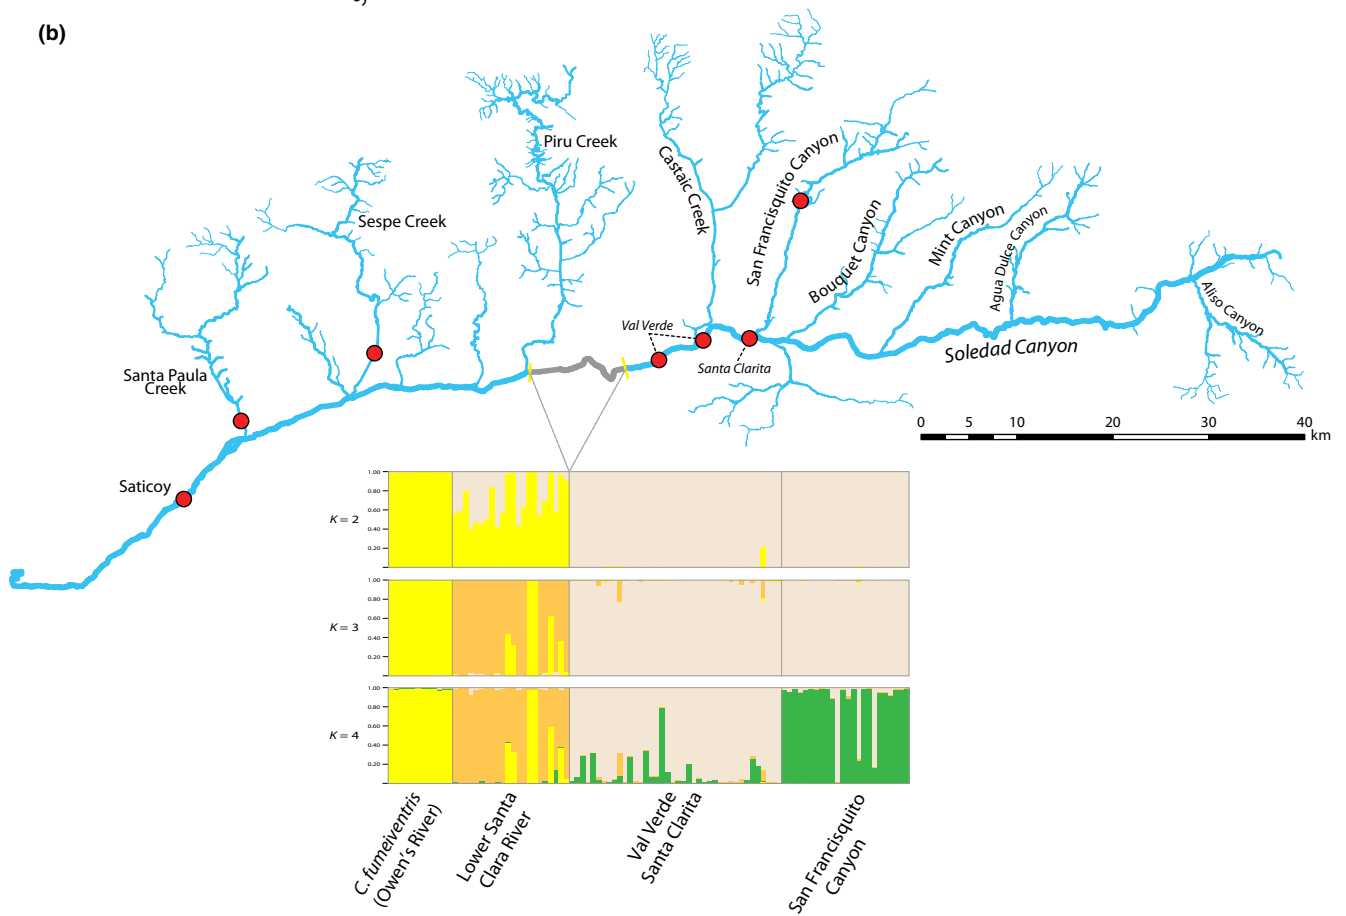 (b)
Piru Creek
Castaic Creek
San Francisquito Canyon
Sespe Creek
Bouquet Canyon
Mint Canyon
Agua Dulce Canyon
Aliso Canyon
Val Verde
Santa Clarita
Soledad Canyon
Santa Paula
Creek
Saticoy
0 5 10 20 30 40
km
K = 2
1.00
0.80
0.60
0.40
0.20
K = 3
1.00
0.80
0.60
0.40
0.20
K = 4
1.00
0.80
0.60
0.40
0.20
C. fumeiventris
(Owen's River)
Lower Santa
Clara River
Val Verde
Santa Clarita
San Francisquito
Canyon